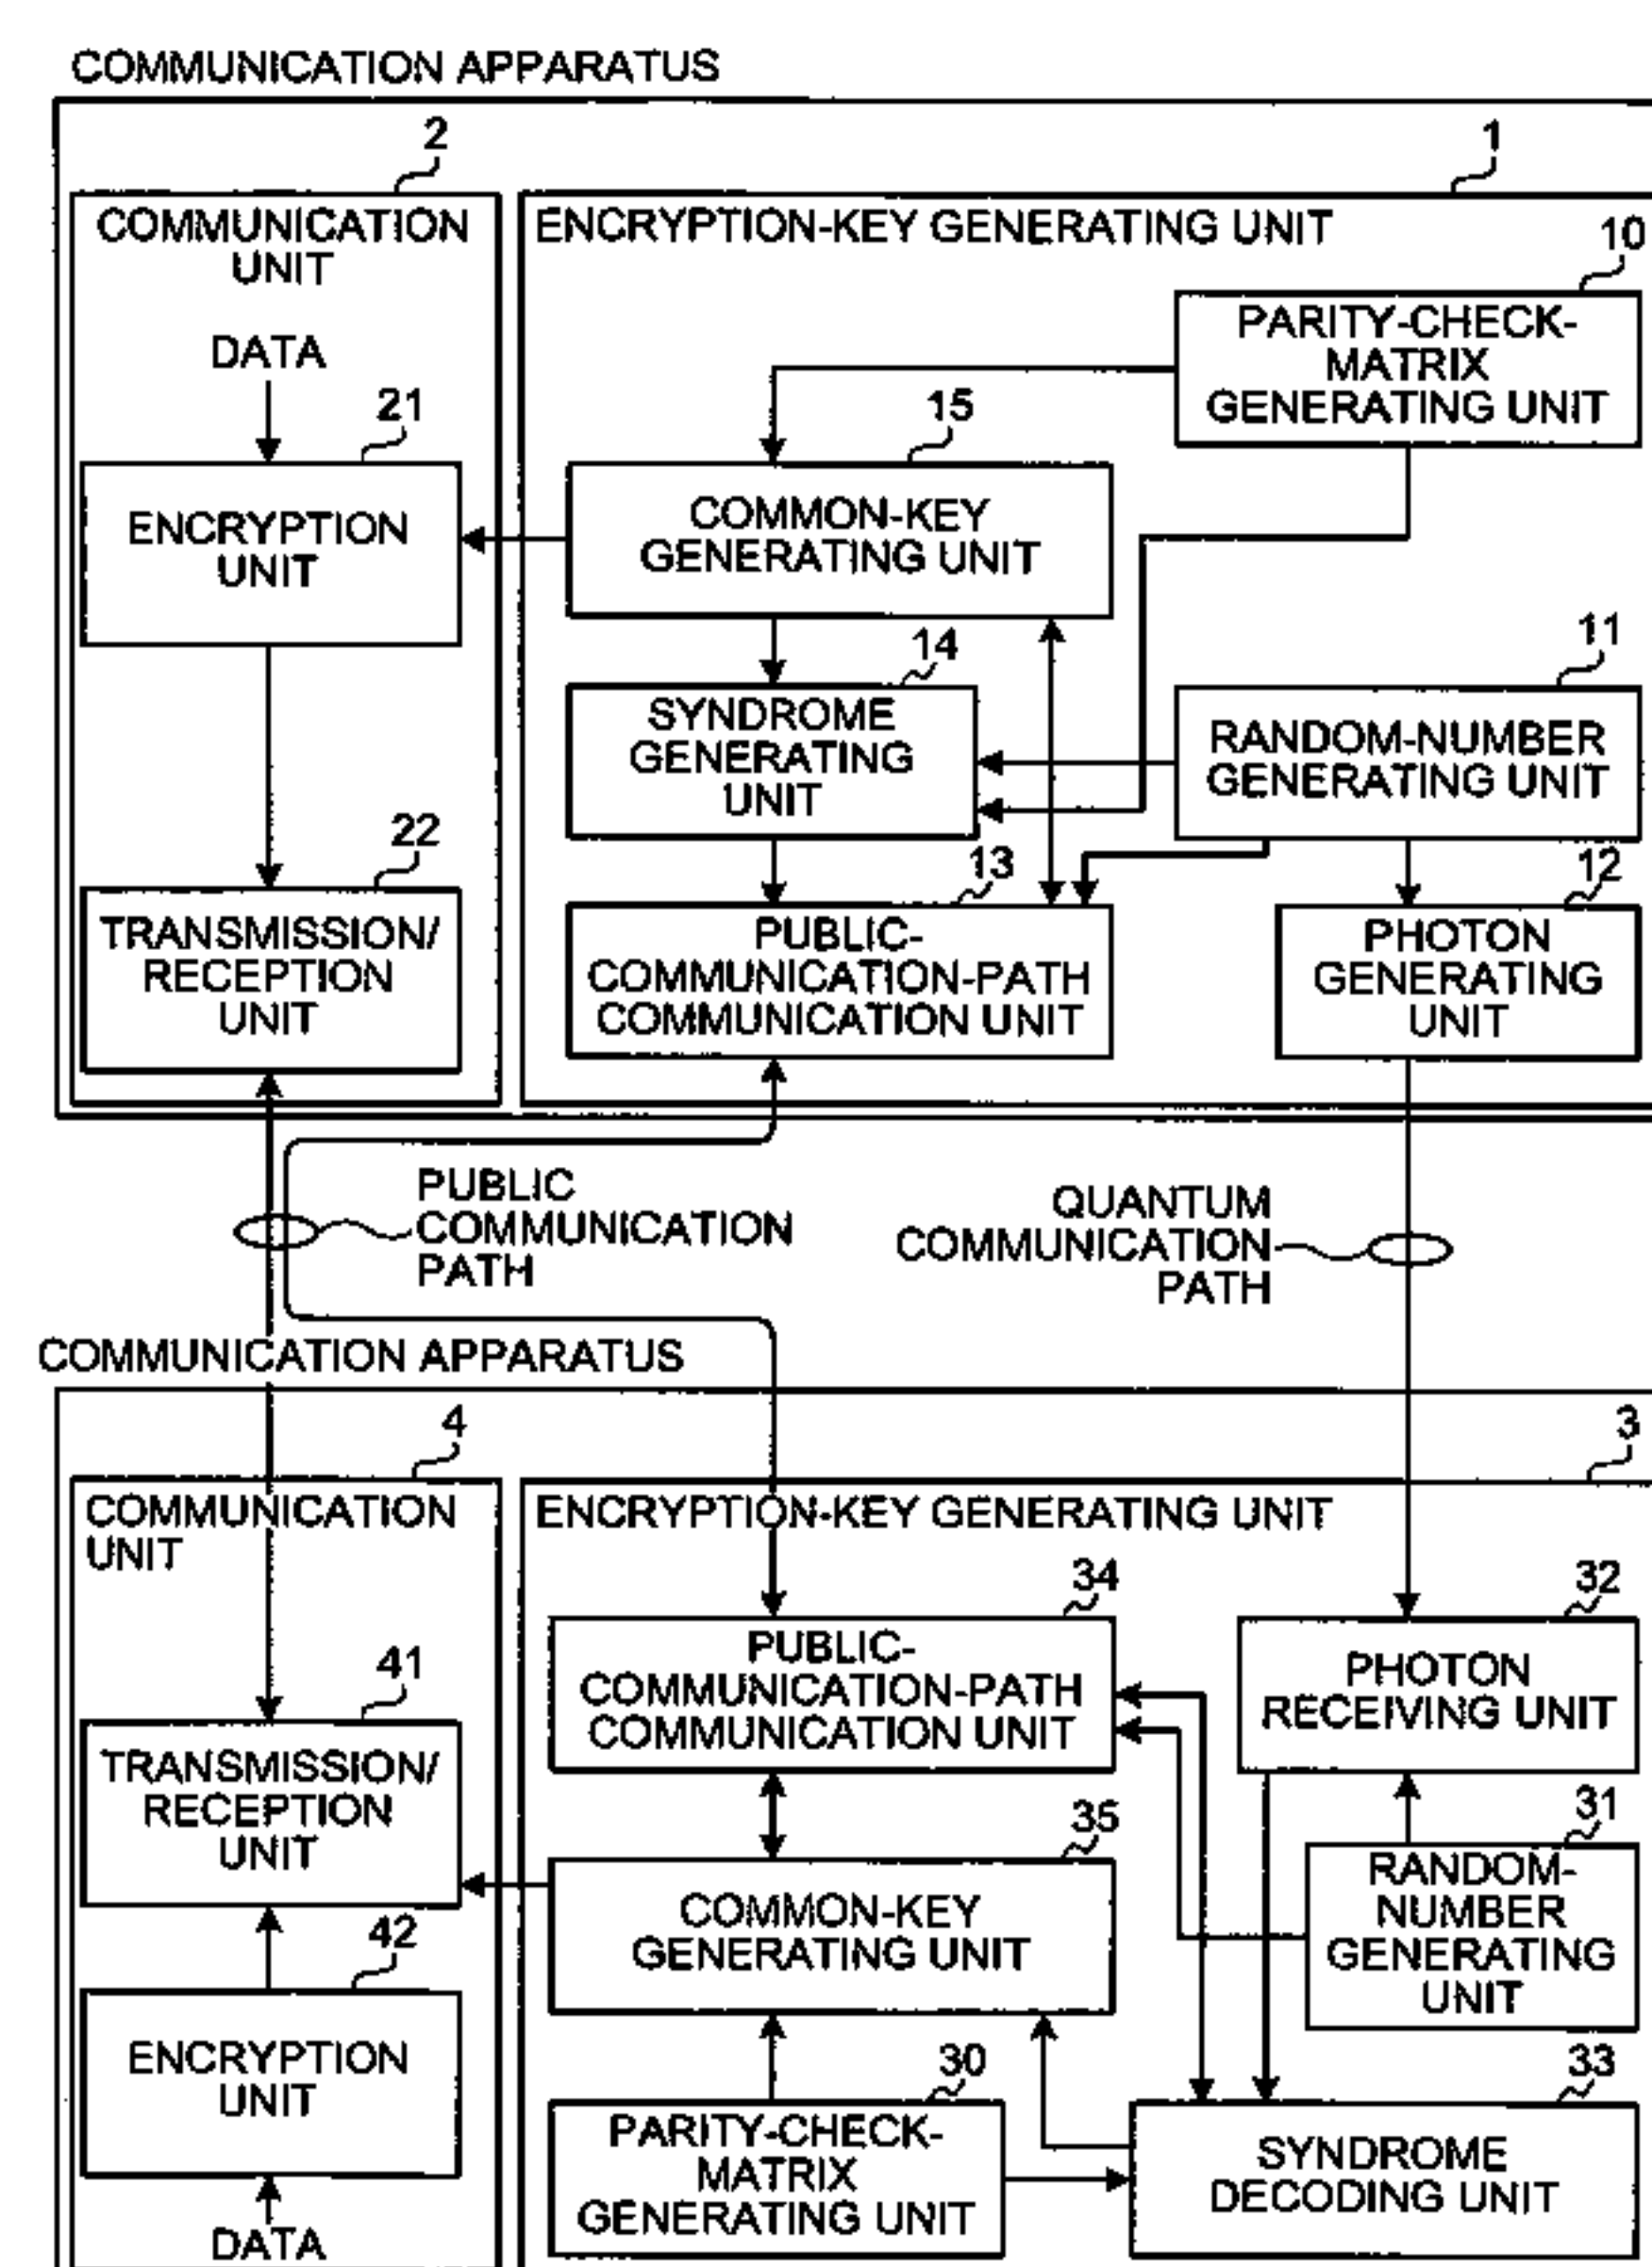 COMMUNICATION APPARATUS
2
1
COMMUNICATION
UNIT
ENCRYPTION-KEY GENERATING UNIT
10
PARITY-CHECK-
MATRIX
GENERATING UNIT
DATA
21
15
ENCRYPTION
UNIT
COMMON-KEY
GENERATING UNIT
14
11
SYNDROME
GENERATING
UNIT
RANDOM-NUMBER
GENERATING UNIT
22
13
12
TRANSMISSION/
RECEPTION
UNIT
PUBLIC-
COMMUNICATION-PATH
COMMUNICATION UNIT
PHOTON
GENERATING
UNIT
PUBLIC
COMMUNICATION
PATH
QUANTUM
COMMUNICATION
PATH
COMMUNICATION APPARATUS
4
3
COMMUNICATION
UNIT
ENCRYPTION-KEY GENERATING UNIT
34
32
PUBLIC-
COMMUNICATION-PATH
COMMUNICATION UNIT
PHOTON
RECEIVING UNIT
41
TRANSMISSION/
RECEPTION
UNIT
35
31
COMMON-KEY
GENERATING UNIT
RANDOM-
NUMBER
GENERATING
UNIT
42
ENCRYPTION
UNIT
30
33
PARITY-CHECK-
MATRIX
GENERATING UNIT
SYNDROME
DECODING UNIT
DATA